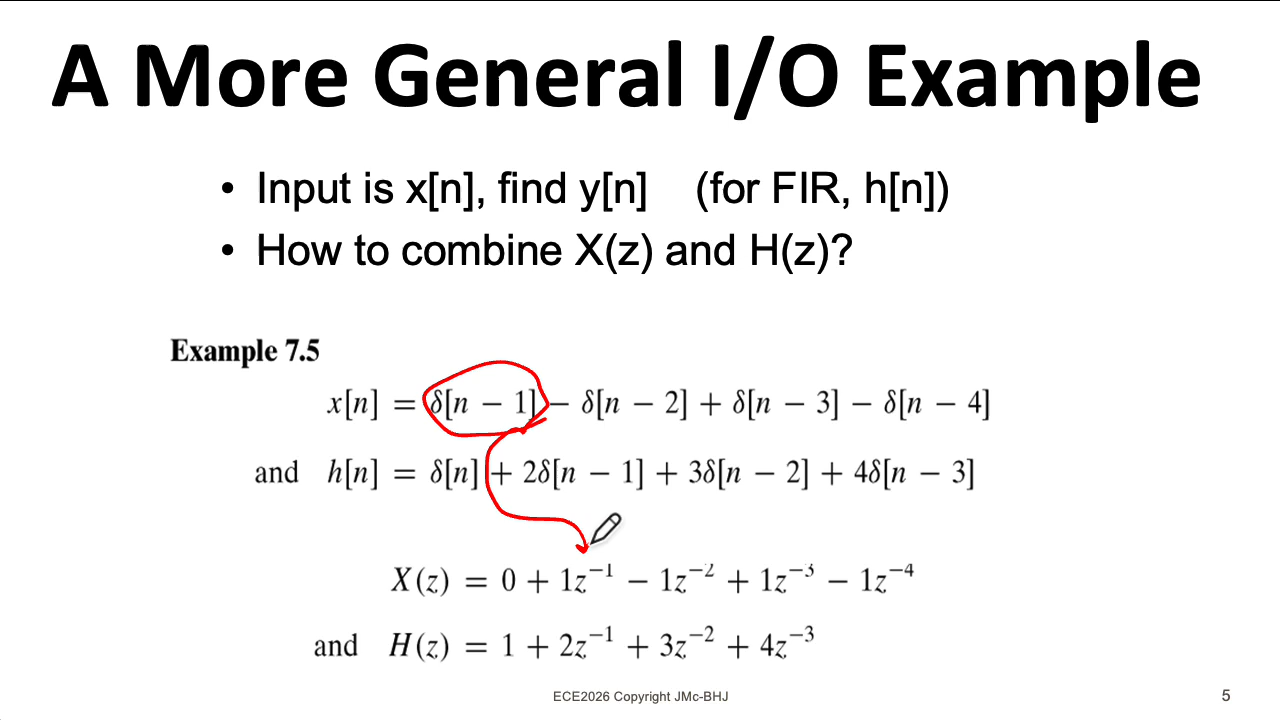 A More General I/O Example
• Input is x[n], find y[n] (for FIR, h[n])
• How to combine X(z) and H(z)?
Example 7.5
x[n] = δ[n − 1] − δ[n − 2] + δ[n − 3] − δ[n − 4]
and h[n] = δ[n] + 2δ[n − 1] + 3δ[n − 2] + 4δ[n − 3]
X(z) = 0 + 1z⁻¹ − 1z⁻² + 1z⁻³ − 1z⁻⁴
and H(z) = 1 + 2z⁻¹ + 3z⁻² + 4z⁻³
ECE2026 Copyright JMc-BHJ
5